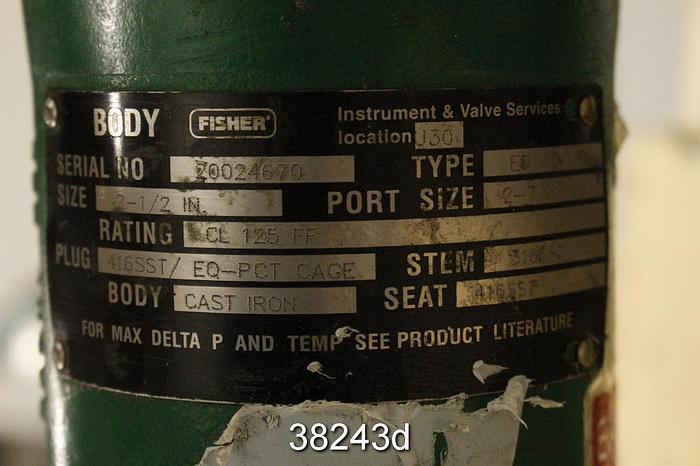 BODY FISHER Instrument & Valve Services
location J30
SERIAL NO 20024670 TYPE ED
SIZE 2-1/2 IN. PORT SIZE
RATING CL 125 FF
PLUG 416SST/ EQ-PCT CAGE STEM
BODY CAST IRON SEAT 416SST
FOR MAX DELTA P AND TEMP SEE PRODUCT LITERATURE
38243d